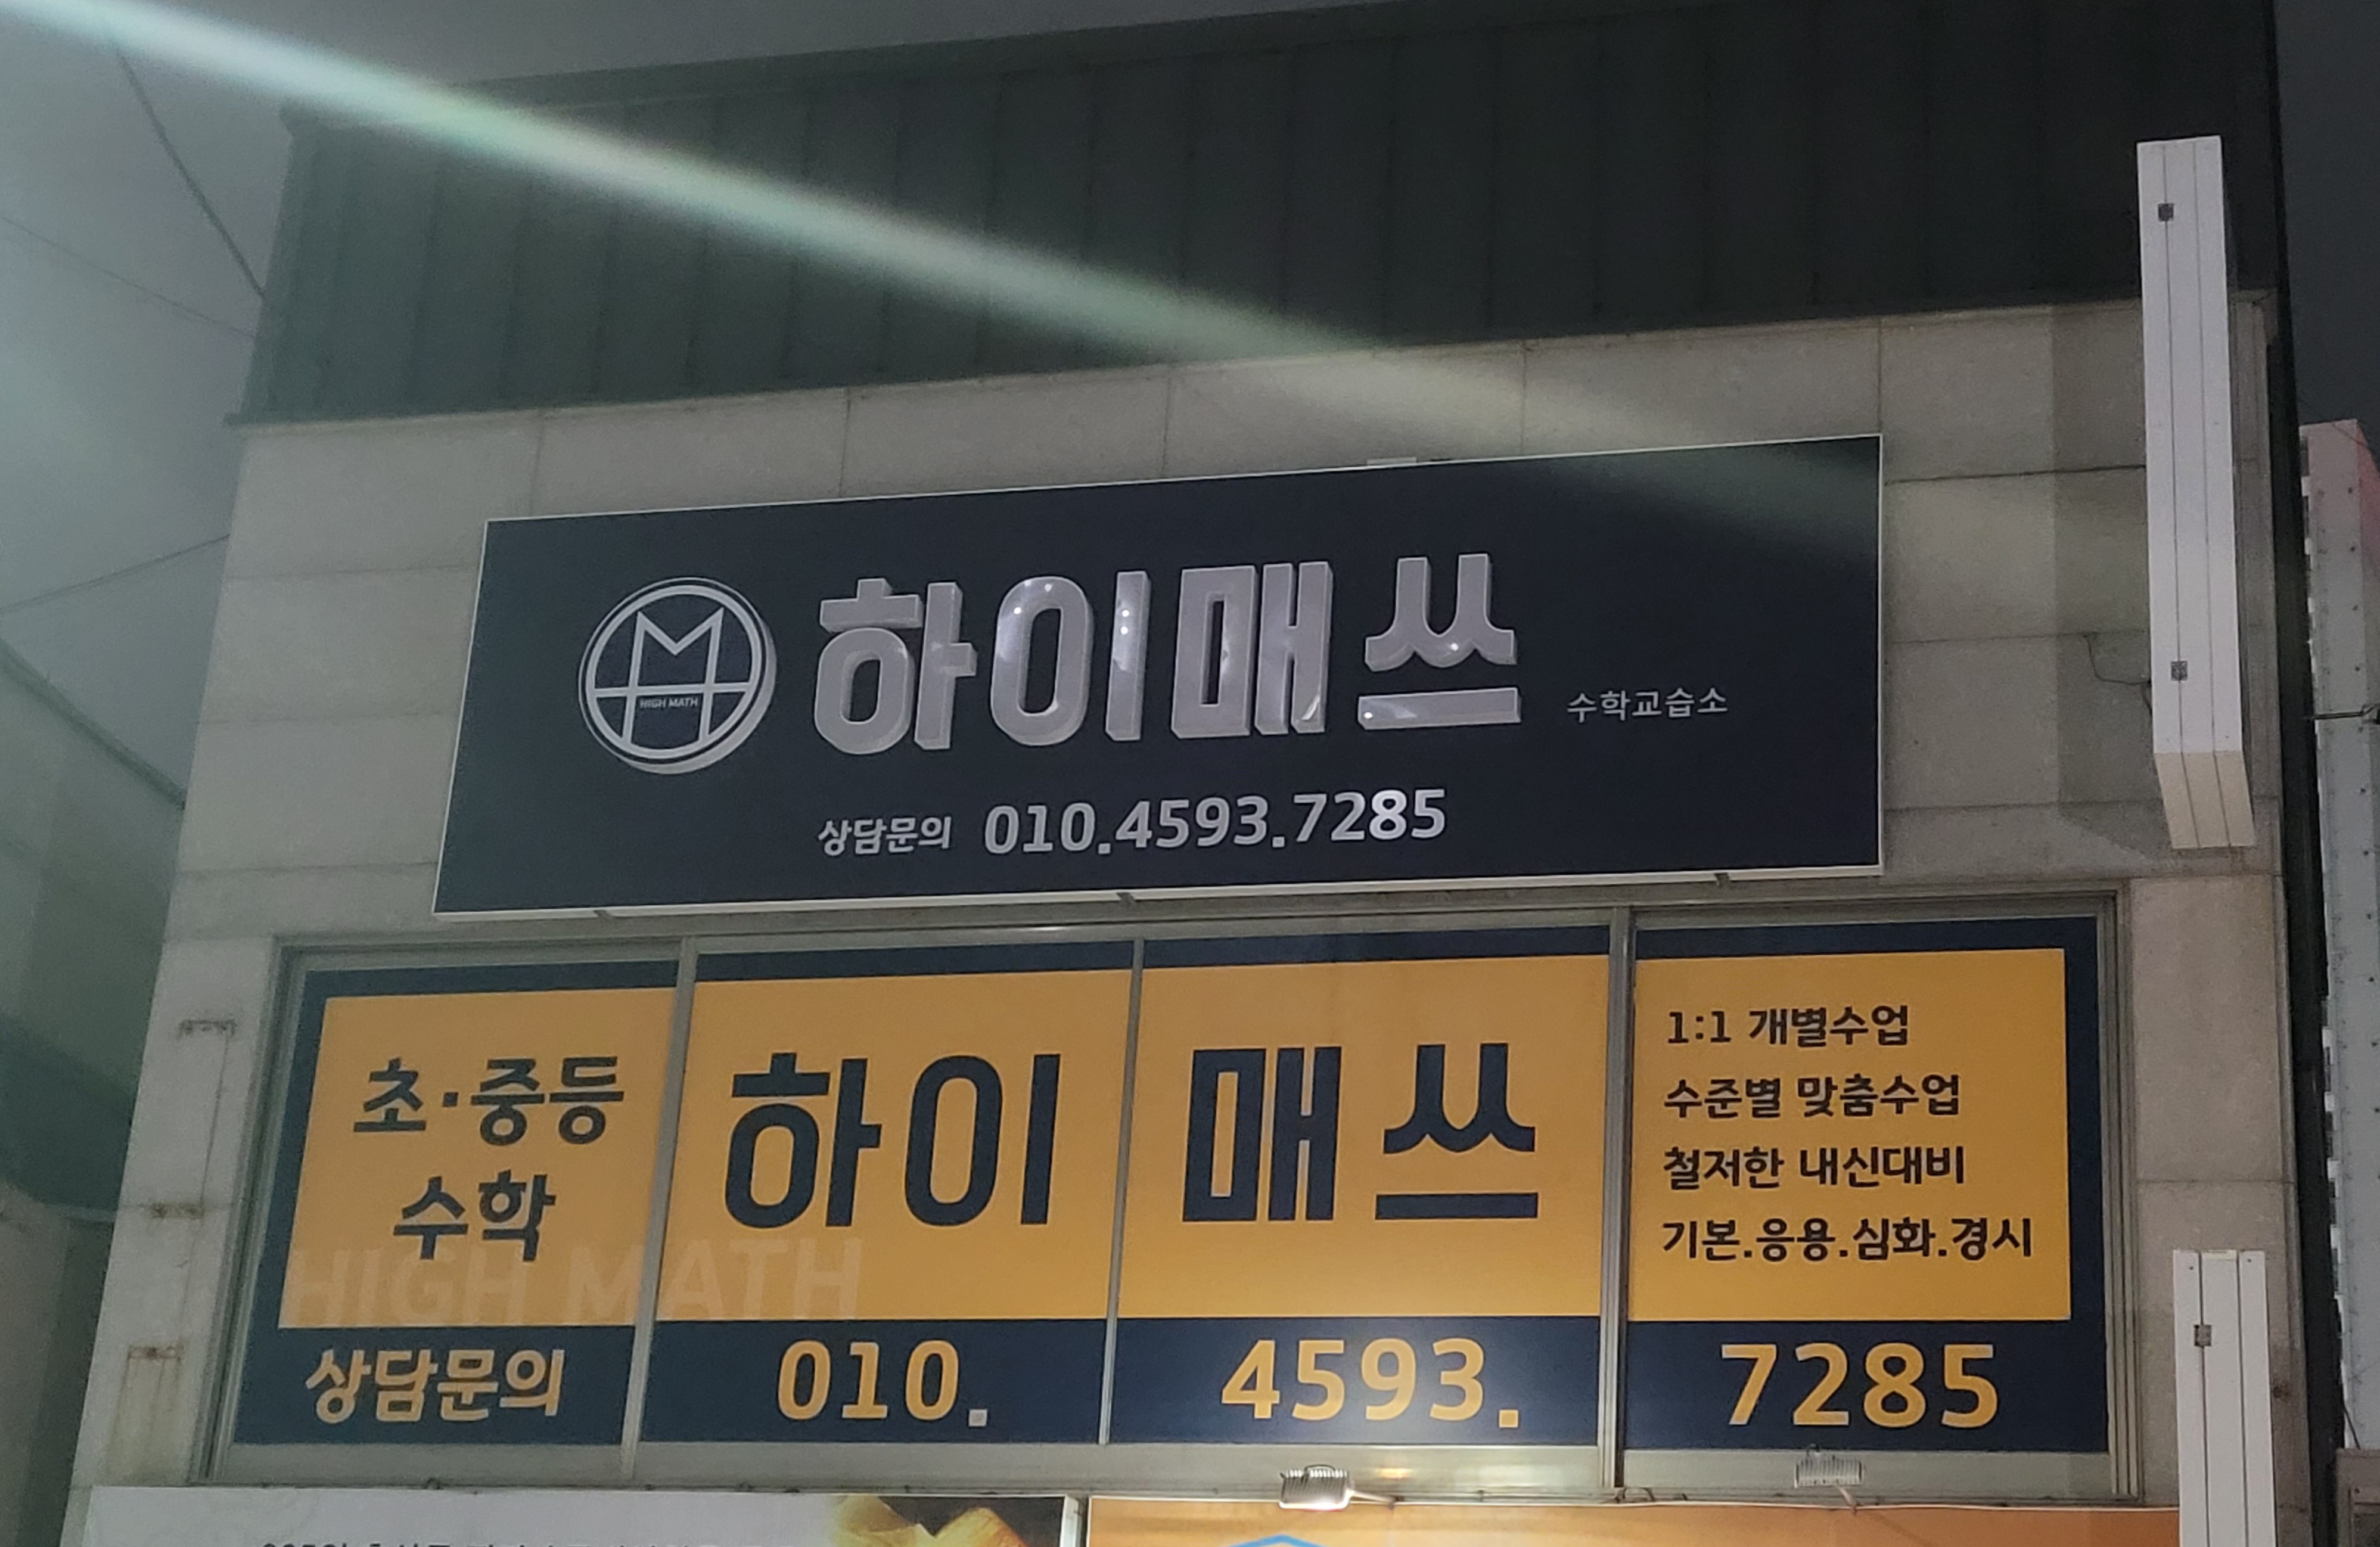 HIGH MATH
하이매쓰 수학교습소
상담문의 010.4593.7285
초·중등
수학
하이 매쓰
HIGH MATH
1:1 개별수업
수준별 맞춤수업
철저한 내신대비
기본.응용.심화.경시
상담문의 010. 4593. 7285